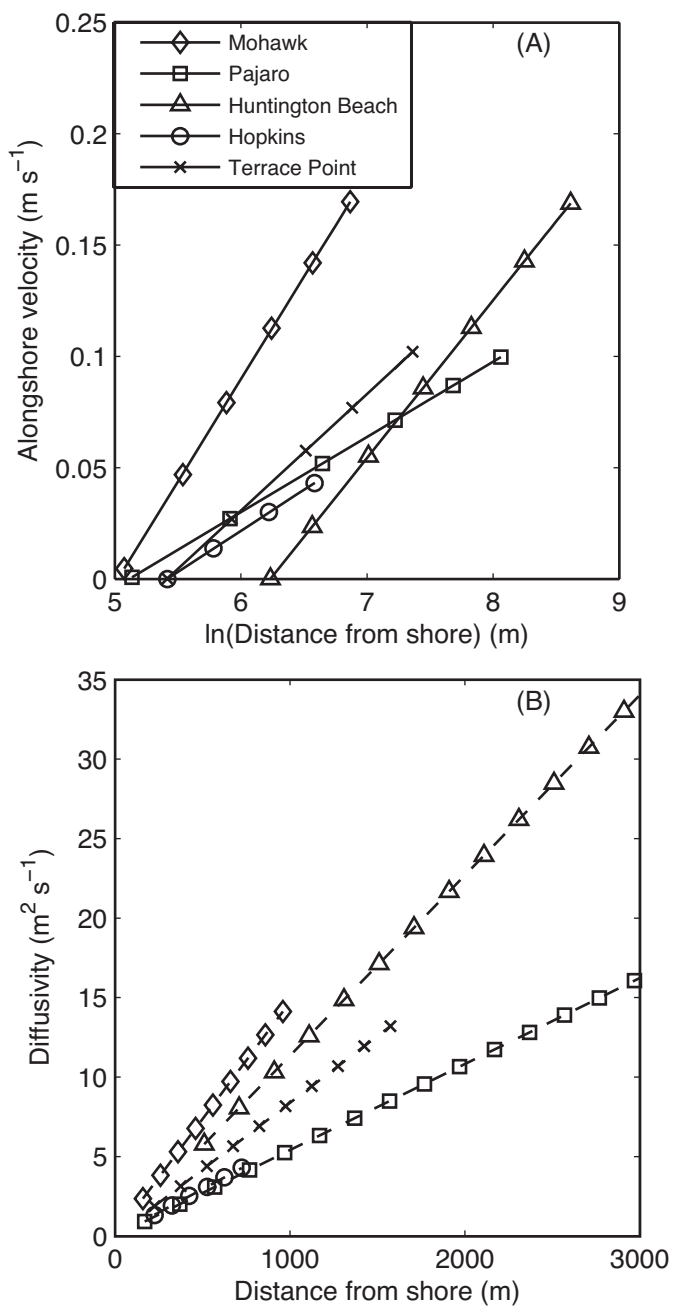 0.25
(A)
Mohawk
Pajaro
Huntington Beach
Hopkins
Terrace Point
0.2
0.15
0.1
0.05
0
Alongshore velocity (m s⁻¹)
5 6 7 8 9
ln(Distance from shore) (m)
35
(B)
30
25
20
15
10
5
0
Diffusivity (m² s⁻¹)
0 1000 2000 3000
Distance from shore (m)